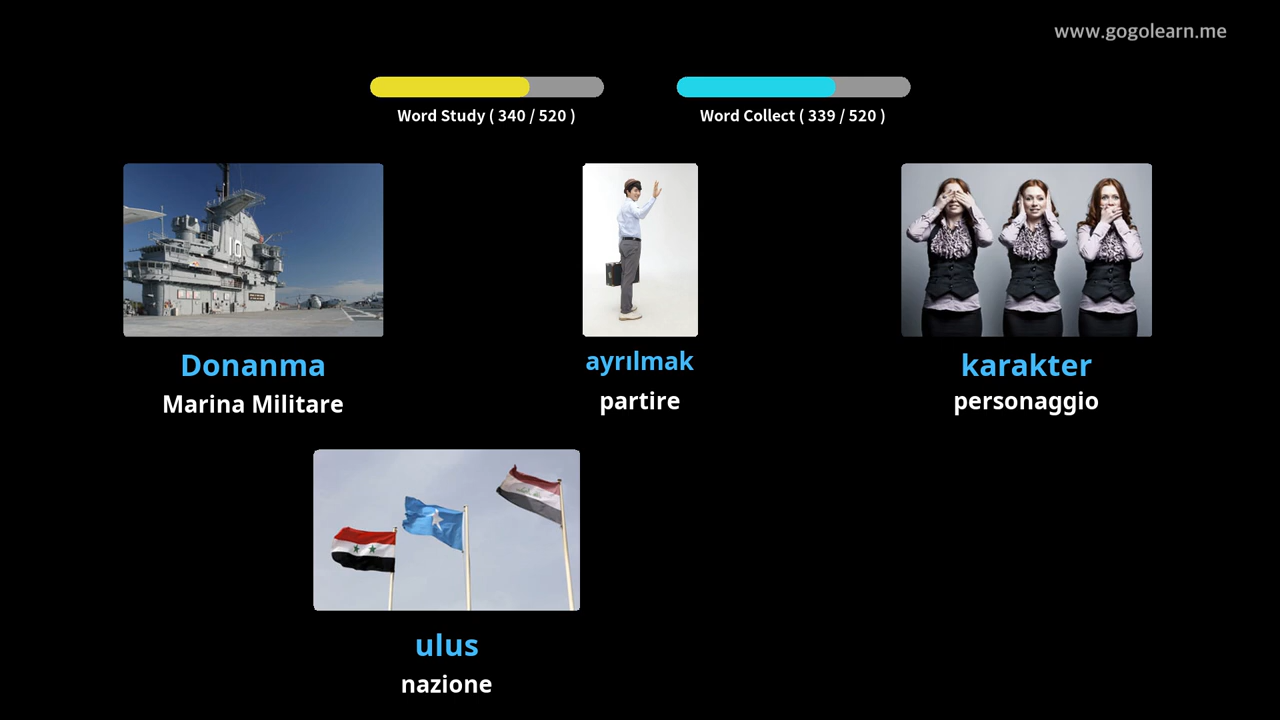 www.gogolearn.me
Word Study ( 340 / 520 )
Word Collect ( 339 / 520 )
Donanma
Marina Militare
ayrılmak
partire
karakter
personaggio
ulus
nazione